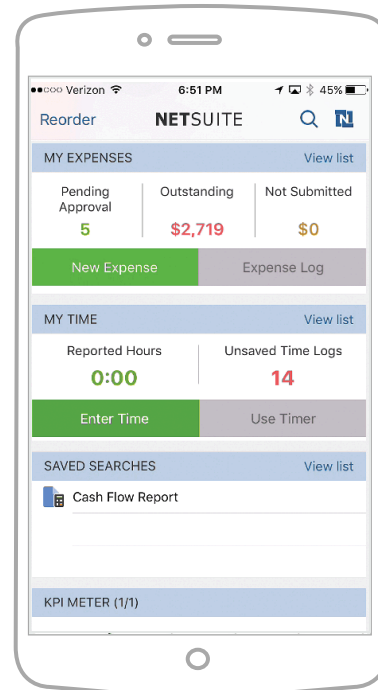 Verizon 6:51 PM 45%
Reorder NETSUITE N
MY EXPENSES View list
Pending Approval Outstanding Not Submitted
5 $2,719 $0
New Expense Expense Log
MY TIME View list
Reported Hours Unsaved Time Logs
0:00 14
Enter Time Use Timer
SAVED SEARCHES View list
Cash Flow Report
KPI METER (1/1)